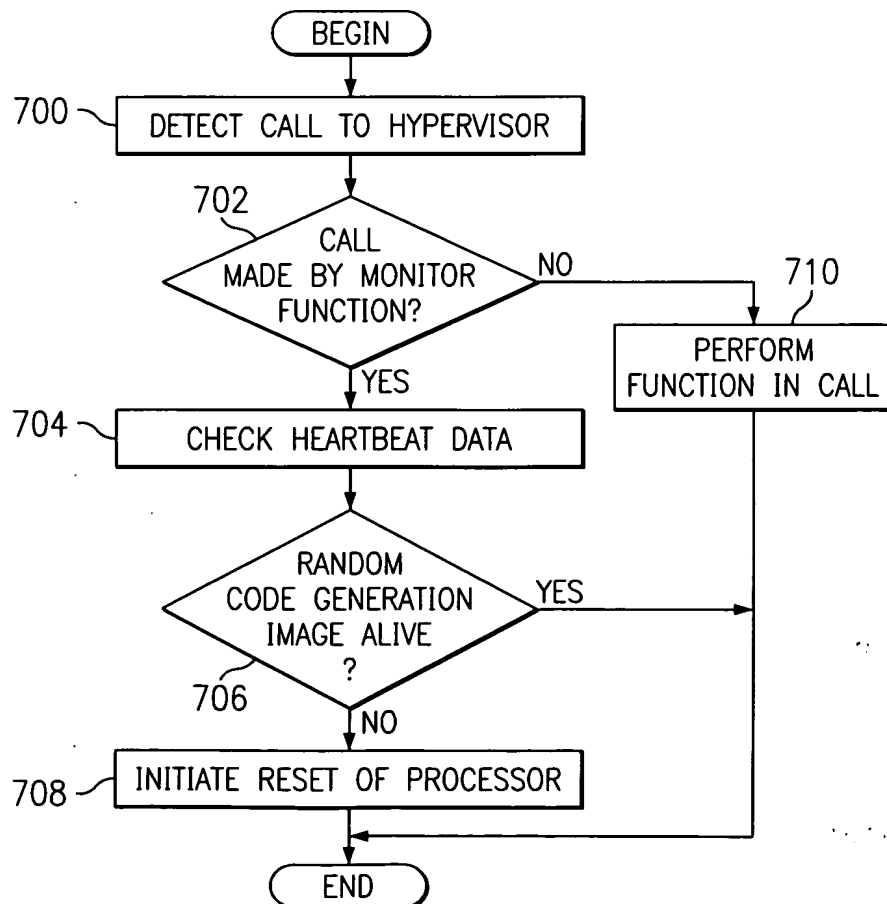 BEGIN
700
DETECT CALL TO HYPERVISOR
702
CALL
MADE BY MONITOR
FUNCTION?
NO
710
PERFORM
FUNCTION IN CALL
YES
704
CHECK HEARTBEAT DATA
RANDOM
CODE GENERATION
IMAGE ALIVE
?
YES
706
NO
708
INITIATE RESET OF PROCESSOR
END